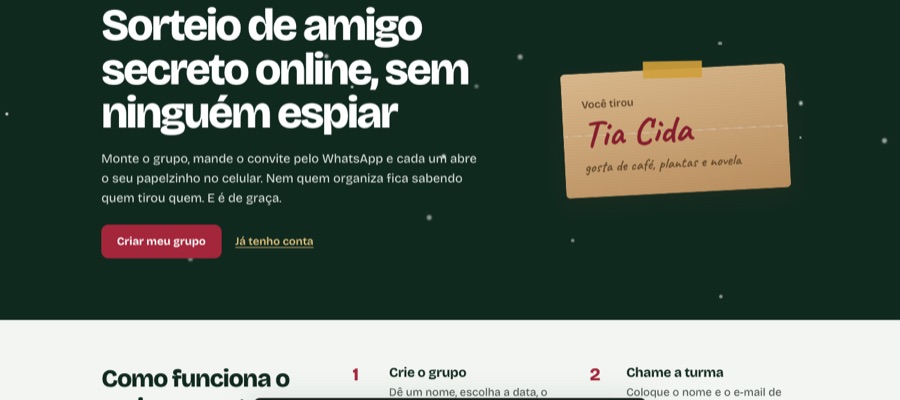 Sorteio de amigo
secreto online, sem
ninguém espiar
Monte o grupo, mande o convite pelo WhatsApp e cada um abre
o seu papelzinho no celular. Nem quem organiza fica sabendo
quem tirou quem. E é de graça.
Criar meu grupo
Já tenho conta
Você tirou
Tia Cida
gosta de café, plantas e novela
Como funciona o
1
Crie o grupo
Dê um nome, escolha a data, o
2
Chame a turma
Coloque o nome e o e-mail de